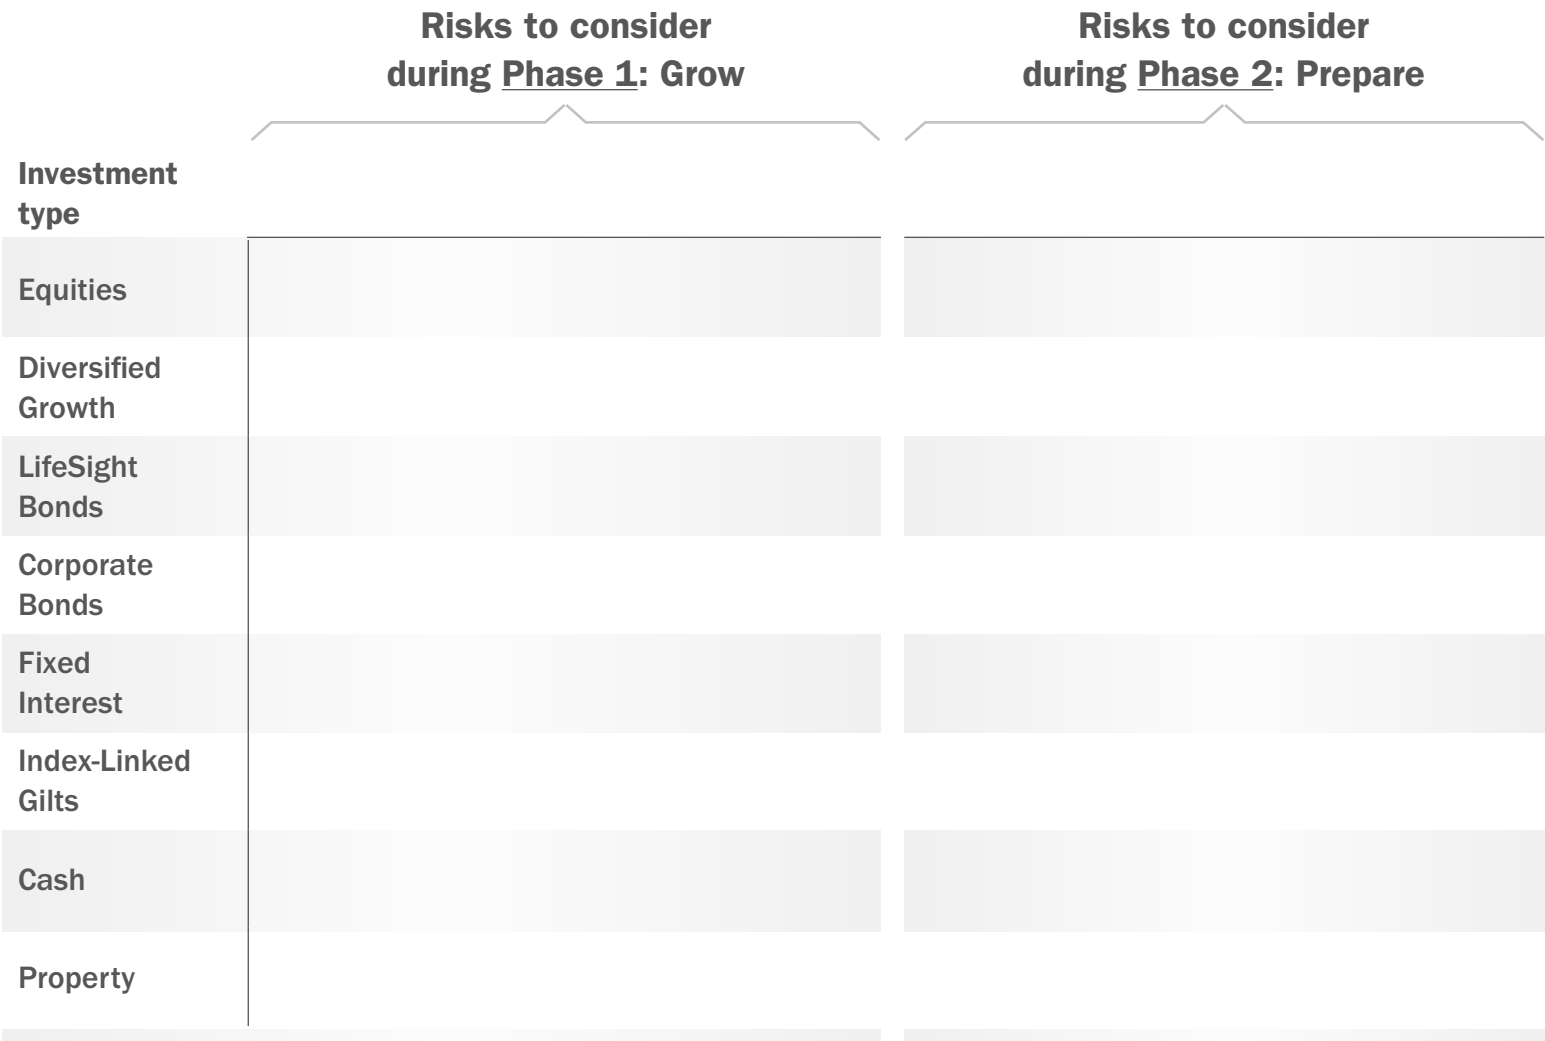 Risks to consider
during Phase 1: Grow
Risks to consider
during Phase 2: Prepare
Investment
type
Equities
Diversified
Growth
LifeSight
Bonds
Corporate
Bonds
Fixed
Interest
Index-Linked
Gilts
Cash
Property